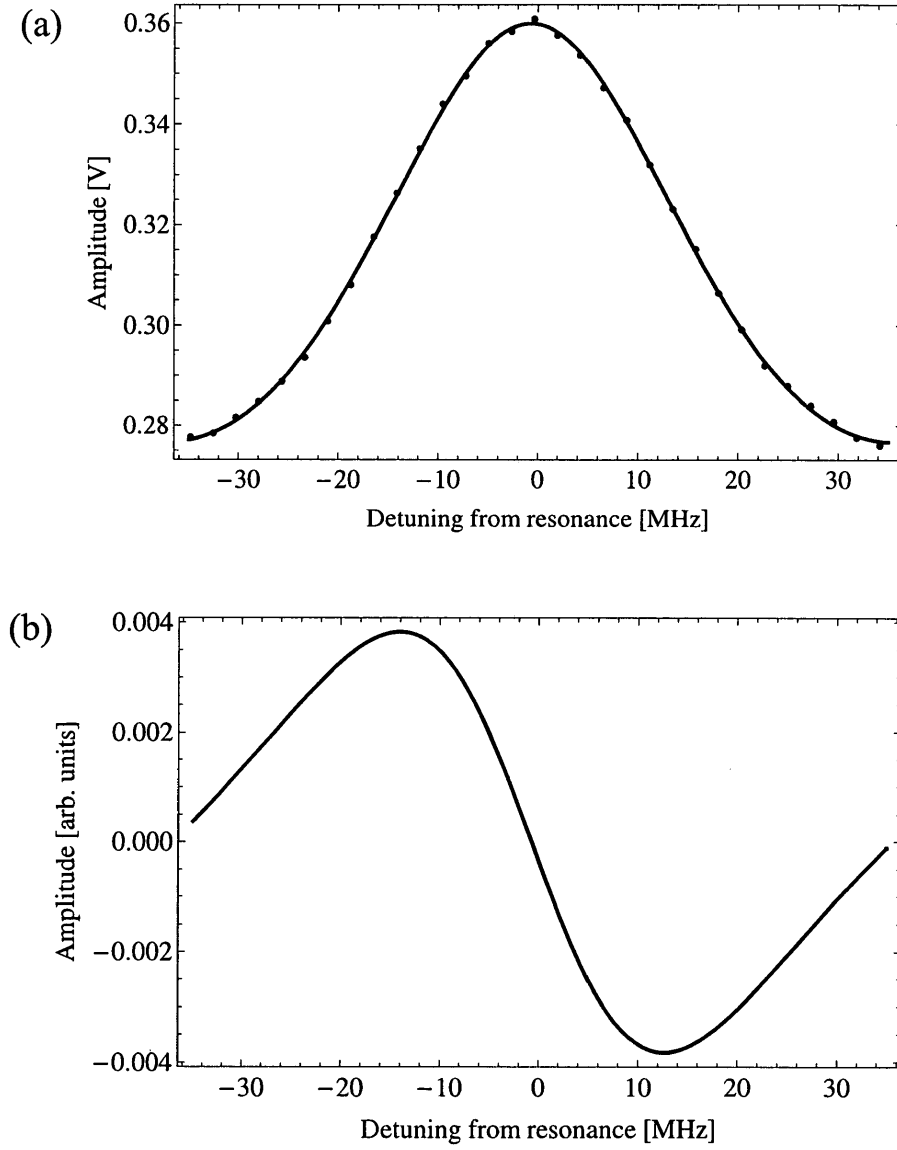 (a)
0.36
0.34
0.32
0.30
0.28
Amplitude [V]
−30 −20 −10 0 10 20 30
Detuning from resonance [MHz]
(b)
0.004
0.002
0.000
−0.002
−0.004
Amplitude [arb. units]
−30 −20 −10 0 10 20 30
Detuning from resonance [MHz]